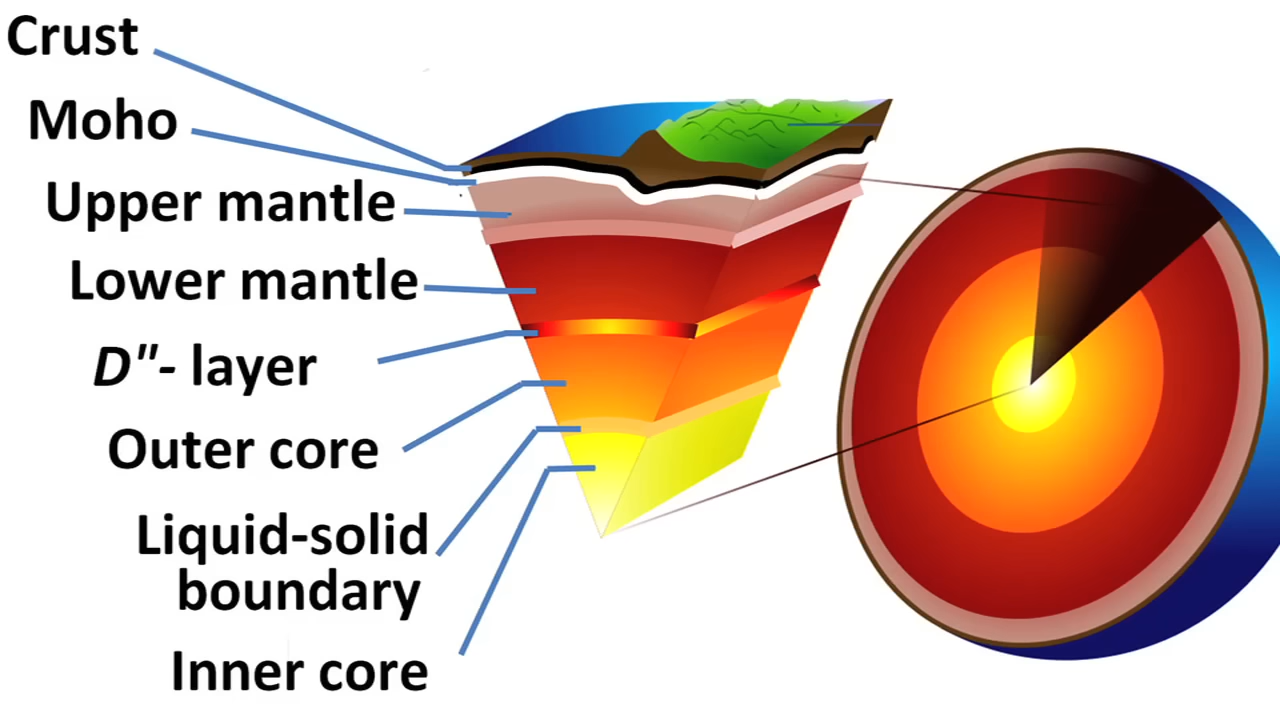 Crust
Moho
Upper mantle
Lower mantle
D"- layer
Outer core
Liquid-solid
boundary
Inner core